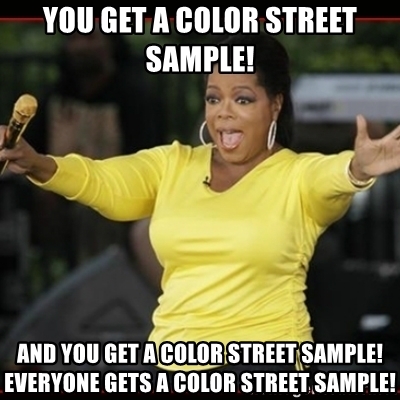 YOU GET A COLOR STREET
SAMPLE!
AND YOU GET A COLOR STREET SAMPLE!
EVERYONE GETS A COLOR STREET SAMPLE!